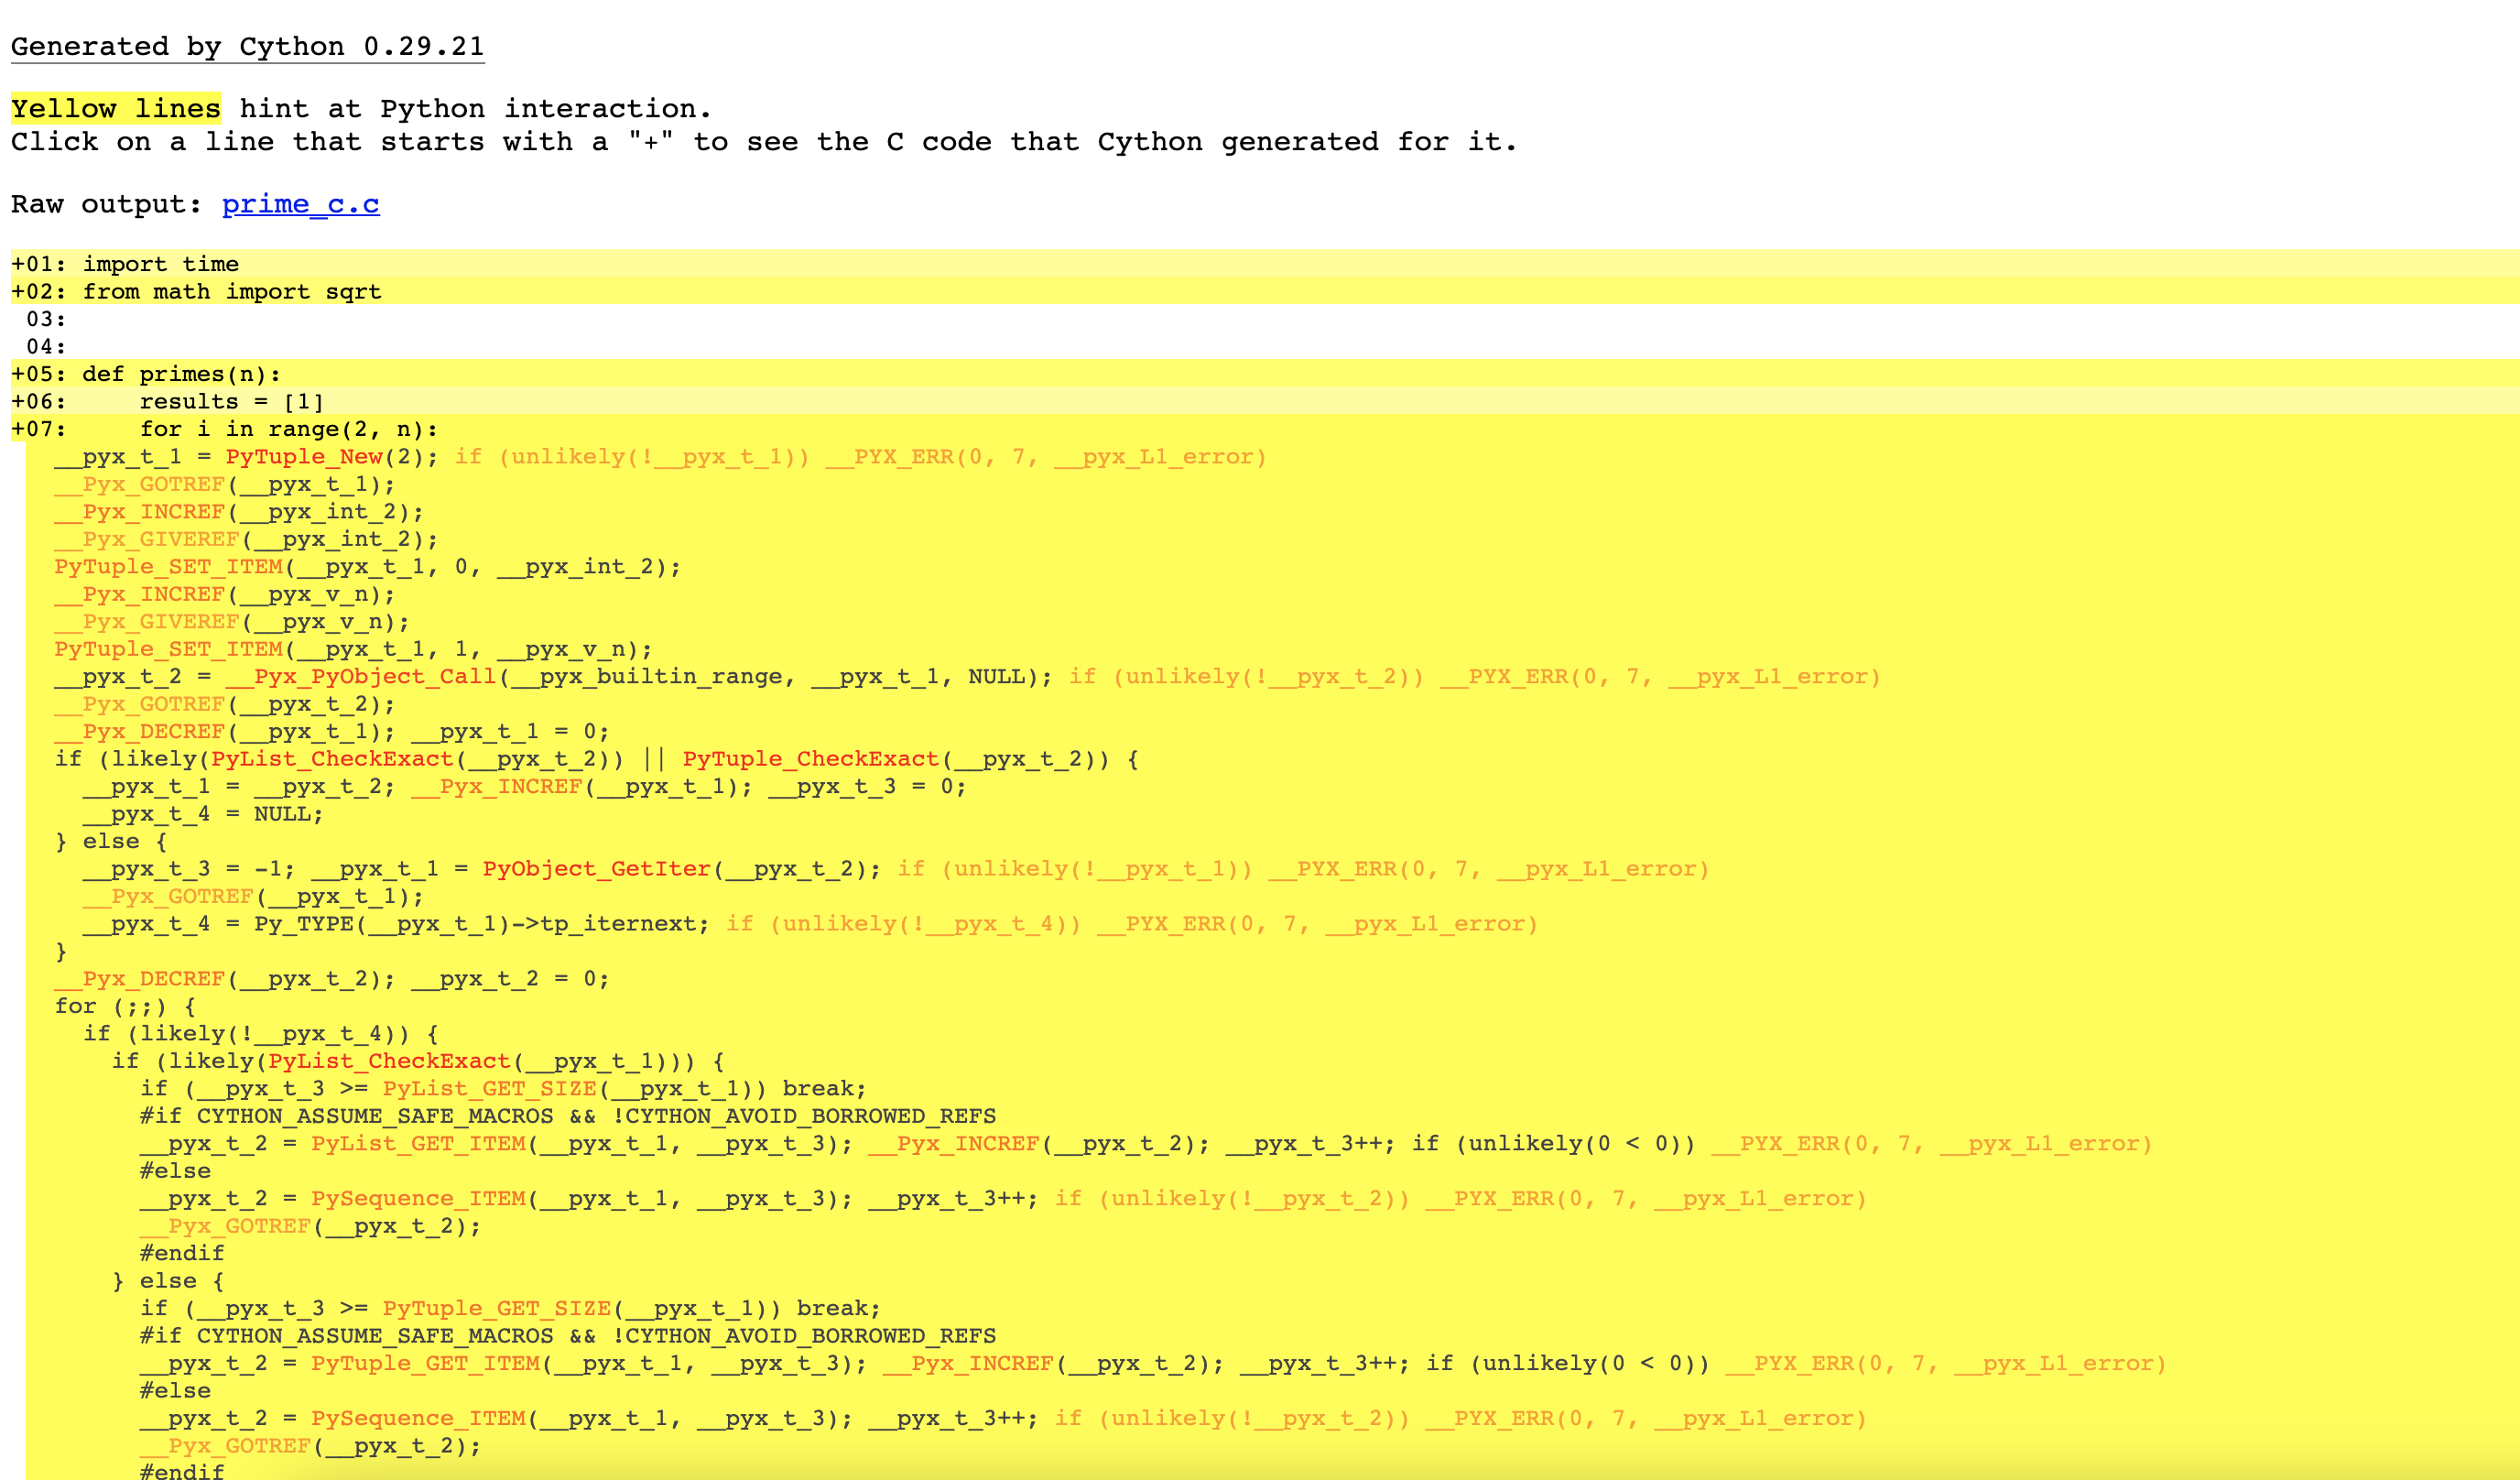 Generated by Cython 0.29.21
Yellow lines hint at Python interaction.
Click on a line that starts with a "+" to see the C code that Cython generated for it.
Raw output: prime_c.c
+01: import time
+02: from math import sqrt
 03:
 04:
+05: def primes(n):
+06:     results = [1]
+07:     for i in range(2, n):
__pyx_t_1 = PyTuple_New(2); if (unlikely(!__pyx_t_1)) __PYX_ERR(0, 7, __pyx_L1_error)
__Pyx_GOTREF(__pyx_t_1);
__Pyx_INCREF(__pyx_int_2);
__Pyx_GIVEREF(__pyx_int_2);
PyTuple_SET_ITEM(__pyx_t_1, 0, __pyx_int_2);
__Pyx_INCREF(__pyx_v_n);
__Pyx_GIVEREF(__pyx_v_n);
PyTuple_SET_ITEM(__pyx_t_1, 1, __pyx_v_n);
__pyx_t_2 = __Pyx_PyObject_Call(__pyx_builtin_range, __pyx_t_1, NULL); if (unlikely(!__pyx_t_2)) __PYX_ERR(0, 7, __pyx_L1_error)
__Pyx_GOTREF(__pyx_t_2);
__Pyx_DECREF(__pyx_t_1); __pyx_t_1 = 0;
if (likely(PyList_CheckExact(__pyx_t_2)) || PyTuple_CheckExact(__pyx_t_2)) {
  __pyx_t_1 = __pyx_t_2; __Pyx_INCREF(__pyx_t_1); __pyx_t_3 = 0;
  __pyx_t_4 = NULL;
} else {
  __pyx_t_3 = -1; __pyx_t_1 = PyObject_GetIter(__pyx_t_2); if (unlikely(!__pyx_t_1)) __PYX_ERR(0, 7, __pyx_L1_error)
  __Pyx_GOTREF(__pyx_t_1);
  __pyx_t_4 = Py_TYPE(__pyx_t_1)->tp_iternext; if (unlikely(!__pyx_t_4)) __PYX_ERR(0, 7, __pyx_L1_error)
}
__Pyx_DECREF(__pyx_t_2); __pyx_t_2 = 0;
for (;;) {
  if (likely(!__pyx_t_4)) {
    if (likely(PyList_CheckExact(__pyx_t_1))) {
      if (__pyx_t_3 >= PyList_GET_SIZE(__pyx_t_1)) break;
      #if CYTHON_ASSUME_SAFE_MACROS && !CYTHON_AVOID_BORROWED_REFS
      __pyx_t_2 = PyList_GET_ITEM(__pyx_t_1, __pyx_t_3); __Pyx_INCREF(__pyx_t_2); __pyx_t_3++; if (unlikely(0 < 0)) __PYX_ERR(0, 7, __pyx_L1_error)
      #else
      __pyx_t_2 = PySequence_ITEM(__pyx_t_1, __pyx_t_3); __pyx_t_3++; if (unlikely(!__pyx_t_2)) __PYX_ERR(0, 7, __pyx_L1_error)
      __Pyx_GOTREF(__pyx_t_2);
      #endif
    } else {
      if (__pyx_t_3 >= PyTuple_GET_SIZE(__pyx_t_1)) break;
      #if CYTHON_ASSUME_SAFE_MACROS && !CYTHON_AVOID_BORROWED_REFS
      __pyx_t_2 = PyTuple_GET_ITEM(__pyx_t_1, __pyx_t_3); __Pyx_INCREF(__pyx_t_2); __pyx_t_3++; if (unlikely(0 < 0)) __PYX_ERR(0, 7, __pyx_L1_error)
      #else
      __pyx_t_2 = PySequence_ITEM(__pyx_t_1, __pyx_t_3); __pyx_t_3++; if (unlikely(!__pyx_t_2)) __PYX_ERR(0, 7, __pyx_L1_error)
      __Pyx_GOTREF(__pyx_t_2);
      #endif